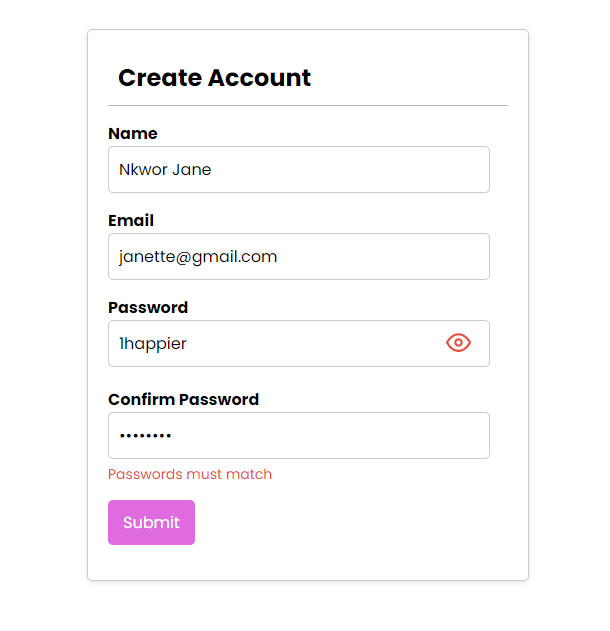 Create Account
Name
Nkwor Jane
Email
janette@gmail.com
Password
1happier
Confirm Password
••••••••
Passwords must match
Submit